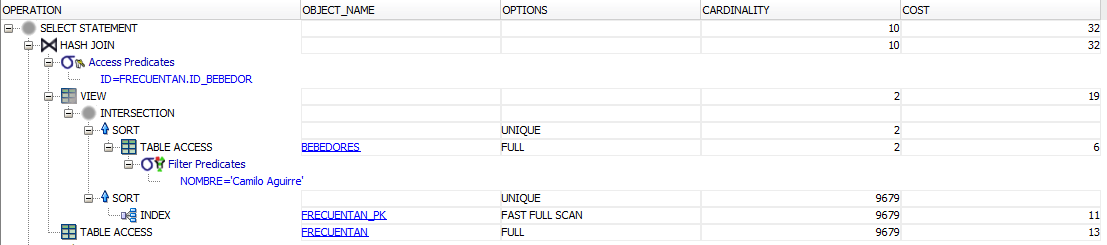 OPERATION OBJECT_NAME OPTIONS CARDINALITY COST
SELECT STATEMENT 10 32
HASH JOIN 10 32
Access Predicates
ID=FRECUENTAN.ID_BEBEDOR
VIEW 2 19
INTERSECTION
SORT UNIQUE 2
TABLE ACCESS BEBEDORES FULL 2 6
Filter Predicates
NOMBRE='Camilo Aguirre'
SORT UNIQUE 9679
INDEX FRECUENTAN_PK FAST FULL SCAN 9679 11
TABLE ACCESS FRECUENTAN FULL 9679 13